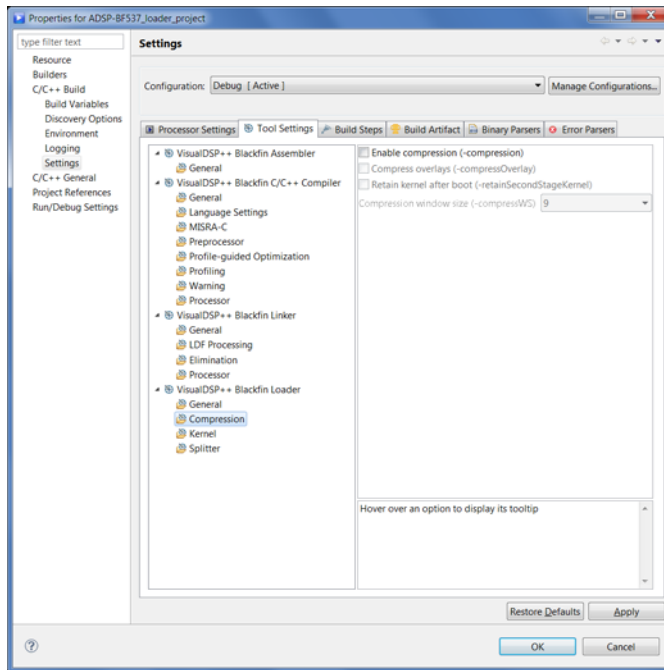 Properties for ADSP-BF537_loader_project
type filter text
Resource
Builders
C/C++ Build
Build Variables
Discovery Options
Environment
Logging
Settings
C/C++ General
Project References
Run/Debug Settings
Settings
Configuration: Debug [ Active ] Manage Configurations...
Processor Settings Tool Settings Build Steps Build Artifact Binary Parsers Error Parsers
VisualDSP++ Blackfin Assembler
General
VisualDSP++ Blackfin C/C++ Compiler
General
Language Settings
MISRA-C
Preprocessor
Profile-guided Optimization
Profiling
Warning
Processor
VisualDSP++ Blackfin Linker
General
LDF Processing
Elimination
Processor
VisualDSP++ Blackfin Loader
General
Compression
Kernel
Splitter
Enable compression (-compression)
Compress overlays (-compressOverlay)
Retain kernel after boot (-retainSecondStageKernel)
Compression window size (-compressWS) 9
Hover over an option to display its tooltip
Restore Defaults Apply
? OK Cancel